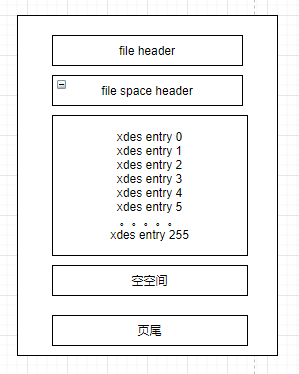 file header
file space header
xdes entry 0
xdes entry 1
xdes entry 2
xdes entry 3
xdes entry 4
xdes entry 5
。。。。。
xdes entry 255
空空间
页尾